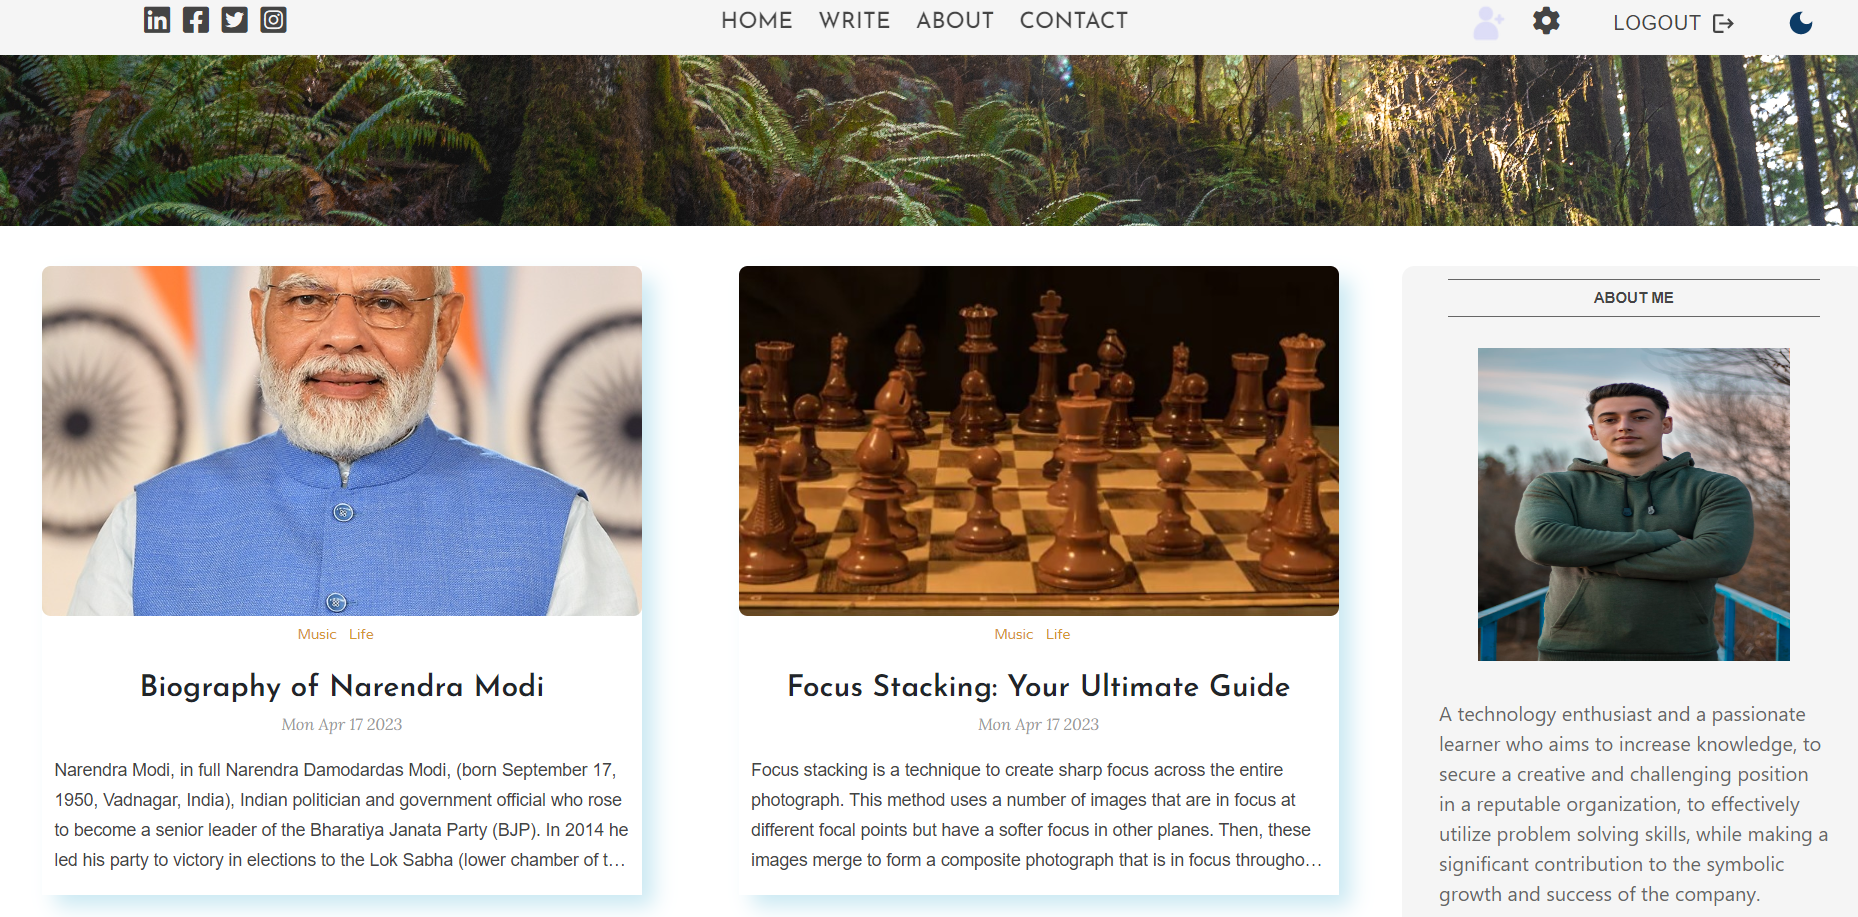 HOME WRITE ABOUT CONTACT LOGOUT
Music Life
Biography of Narendra Modi
Mon Apr 17 2023
Narendra Modi, in full Narendra Damodardas Modi, (born September 17,
1950, Vadnagar, India), Indian politician and government official who rose
to become a senior leader of the Bharatiya Janata Party (BJP). In 2014 he
led his party to victory in elections to the Lok Sabha (lower chamber of t…
Music Life
Focus Stacking: Your Ultimate Guide
Mon Apr 17 2023
Focus stacking is a technique to create sharp focus across the entire
photograph. This method uses a number of images that are in focus at
different focal points but have a softer focus in other planes. Then, these
images merge to form a composite photograph that is in focus througho…
ABOUT ME
A technology enthusiast and a passionate
learner who aims to increase knowledge, to
secure a creative and challenging position
in a reputable organization, to effectively
utilize problem solving skills, while making a
significant contribution to the symbolic
growth and success of the company.